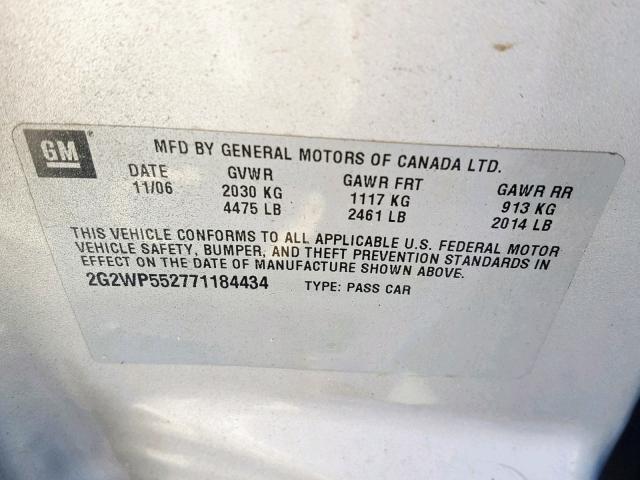 GM®
MFD BY GENERAL MOTORS OF CANADA LTD.
DATE GVWR GAWR FRT GAWR RR
11/06 2030 KG 1117 KG 913 KG
4475 LB 2461 LB 2014 LB
THIS VEHICLE CONFORMS TO ALL APPLICABLE U.S. FEDERAL MOTOR
VEHICLE SAFETY, BUMPER, AND THEFT PREVENTION STANDARDS IN
EFFECT ON THE DATE OF MANUFACTURE SHOWN ABOVE.
2G2WP552771184434 TYPE: PASS CAR